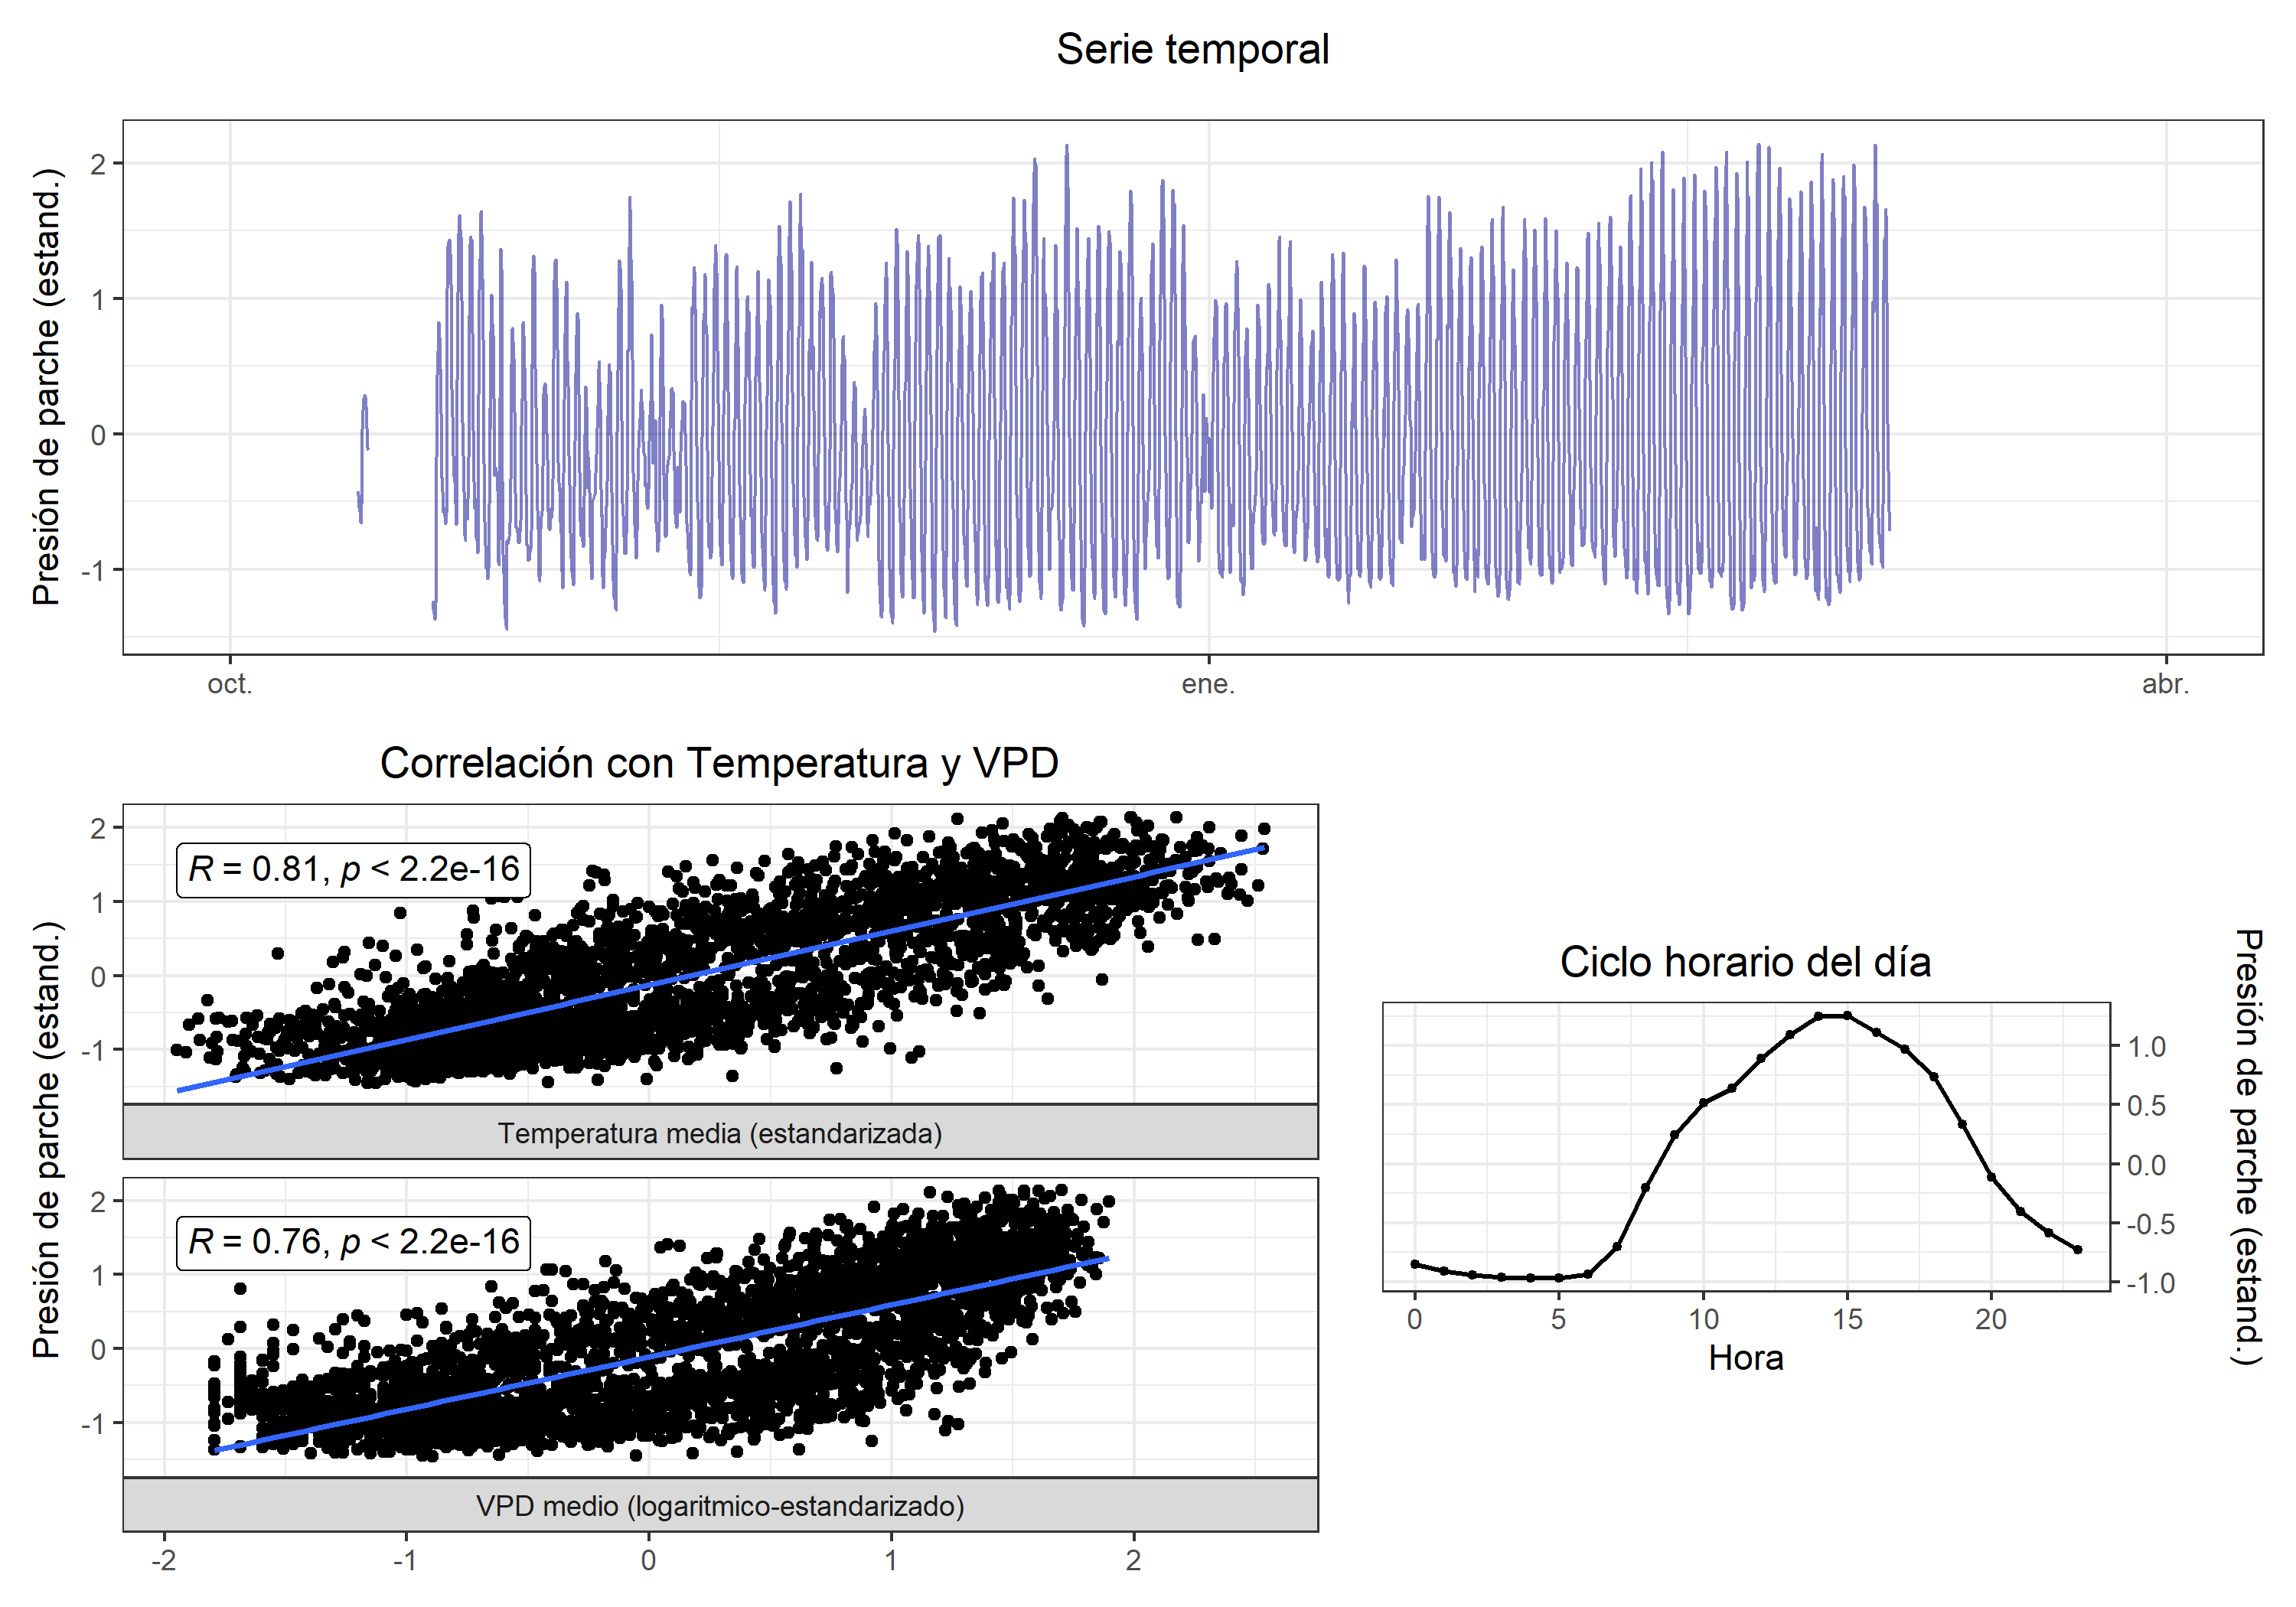 Serie temporal
Presión de parche (estand.)
2
1
0
-1
oct.
ene.
abr.
Correlación con Temperatura y VPD
Presión de parche (estand.)
2
1
0
-1
R = 0.81, p < 2.2e-16
Temperatura media (estandarizada)
2
1
0
-1
R = 0.76, p < 2.2e-16
VPD medio (logaritmico-estandarizado)
-2
-1
0
1
2
Ciclo horario del día
1.0
0.5
0.0
-0.5
-1.0
Presión de parche (estand.)
0
5
10
15
20
Hora